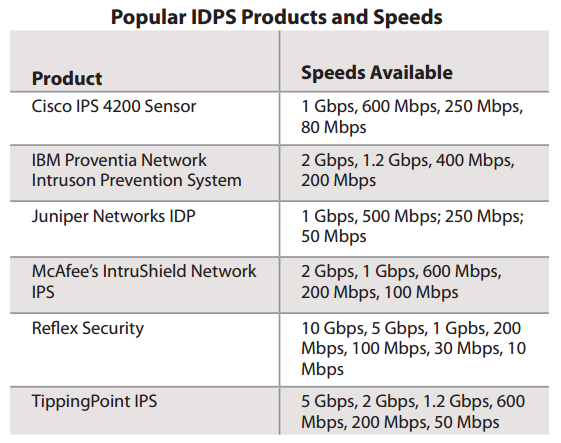 Popular IDPS Products and Speeds
Product
Speeds Available
Cisco IPS 4200 Sensor
1 Gbps, 600 Mbps, 250 Mbps,
80 Mbps
IBM Proventia Network
Intruson Prevention System
2 Gbps, 1.2 Gbps, 400 Mbps,
200 Mbps
Juniper Networks IDP
1 Gbps, 500 Mbps; 250 Mbps;
50 Mbps
McAfee's IntruShield Network
IPS
2 Gbps, 1 Gbps, 600 Mbps,
200 Mbps, 100 Mbps
Reflex Security
10 Gbps, 5 Gbps, 1 Gpbs, 200
Mbps, 100 Mbps, 30 Mbps, 10
Mbps
TippingPoint IPS
5 Gbps, 2 Gbps, 1.2 Gbps, 600
Mbps, 200 Mbps, 50 Mbps